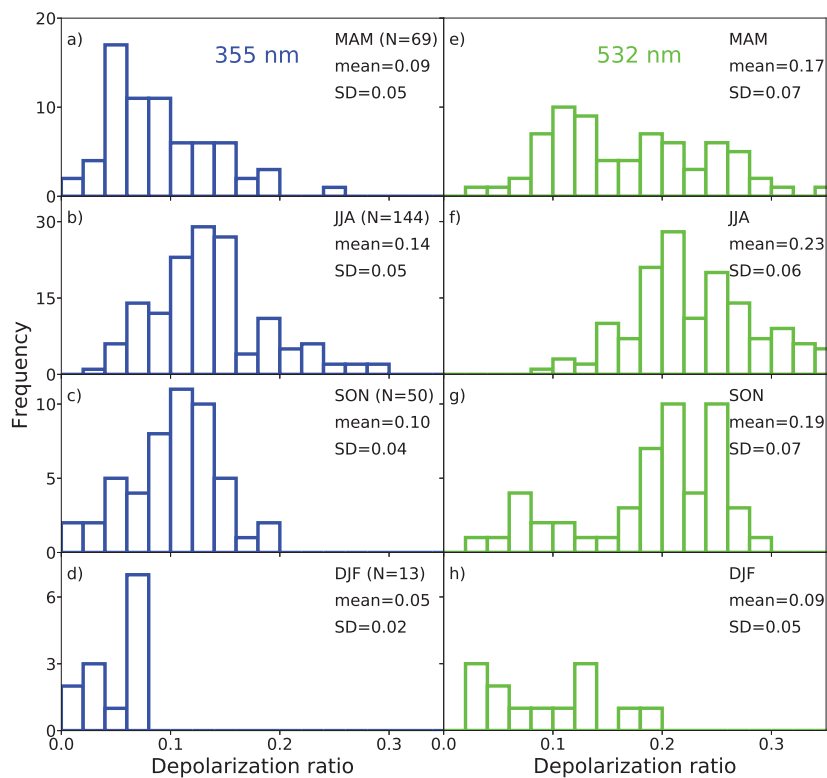 a)
355 nm
MAM (N=69)
mean=0.09
SD=0.05
e)
532 nm
MAM
mean=0.17
SD=0.07
20
10
0
b)
JJA (N=144)
mean=0.14
SD=0.05
f)
JJA
mean=0.23
SD=0.06
30
15
0
Frequency
c)
SON (N=50)
mean=0.10
SD=0.04
g)
SON
mean=0.19
SD=0.07
10
5
0
d)
DJF (N=13)
mean=0.05
SD=0.02
h)
DJF
mean=0.09
SD=0.05
6
3
0
0.0 0.1 0.2 0.3 0.0 0.1 0.2 0.3
Depolarization ratio Depolarization ratio